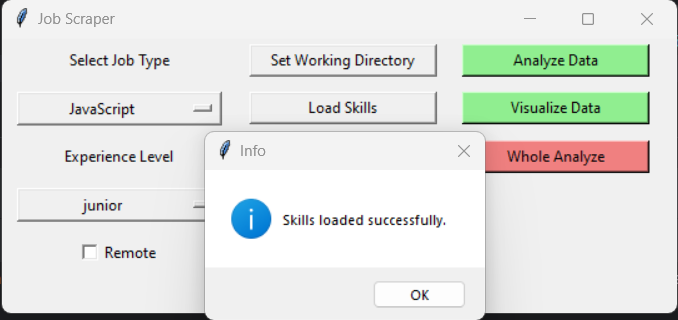 Job Scraper
Select Job Type
Set Working Directory
Analyze Data
JavaScript
Load Skills
Visualize Data
Experience Level
Whole Analyze
junior
Remote
Info
Skills loaded successfully.
OK